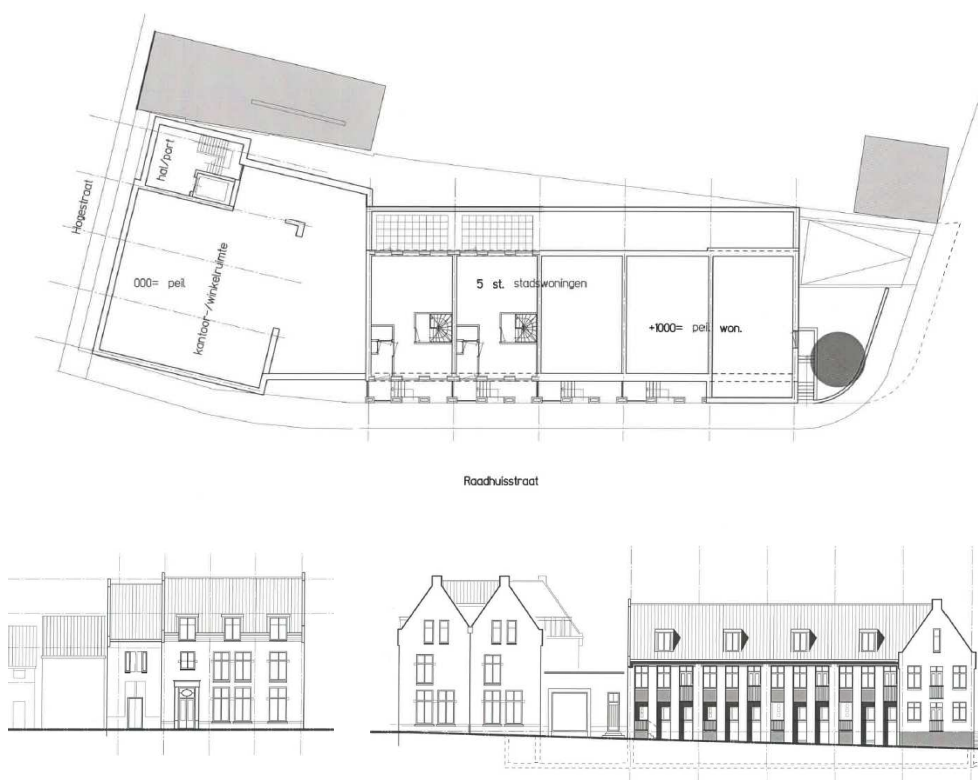 Hogestraat
hal/port
000= peil
kantoor-/winkelruimte
5 st. stadswoningen
+1000= peil won.
Raadhuisstraat